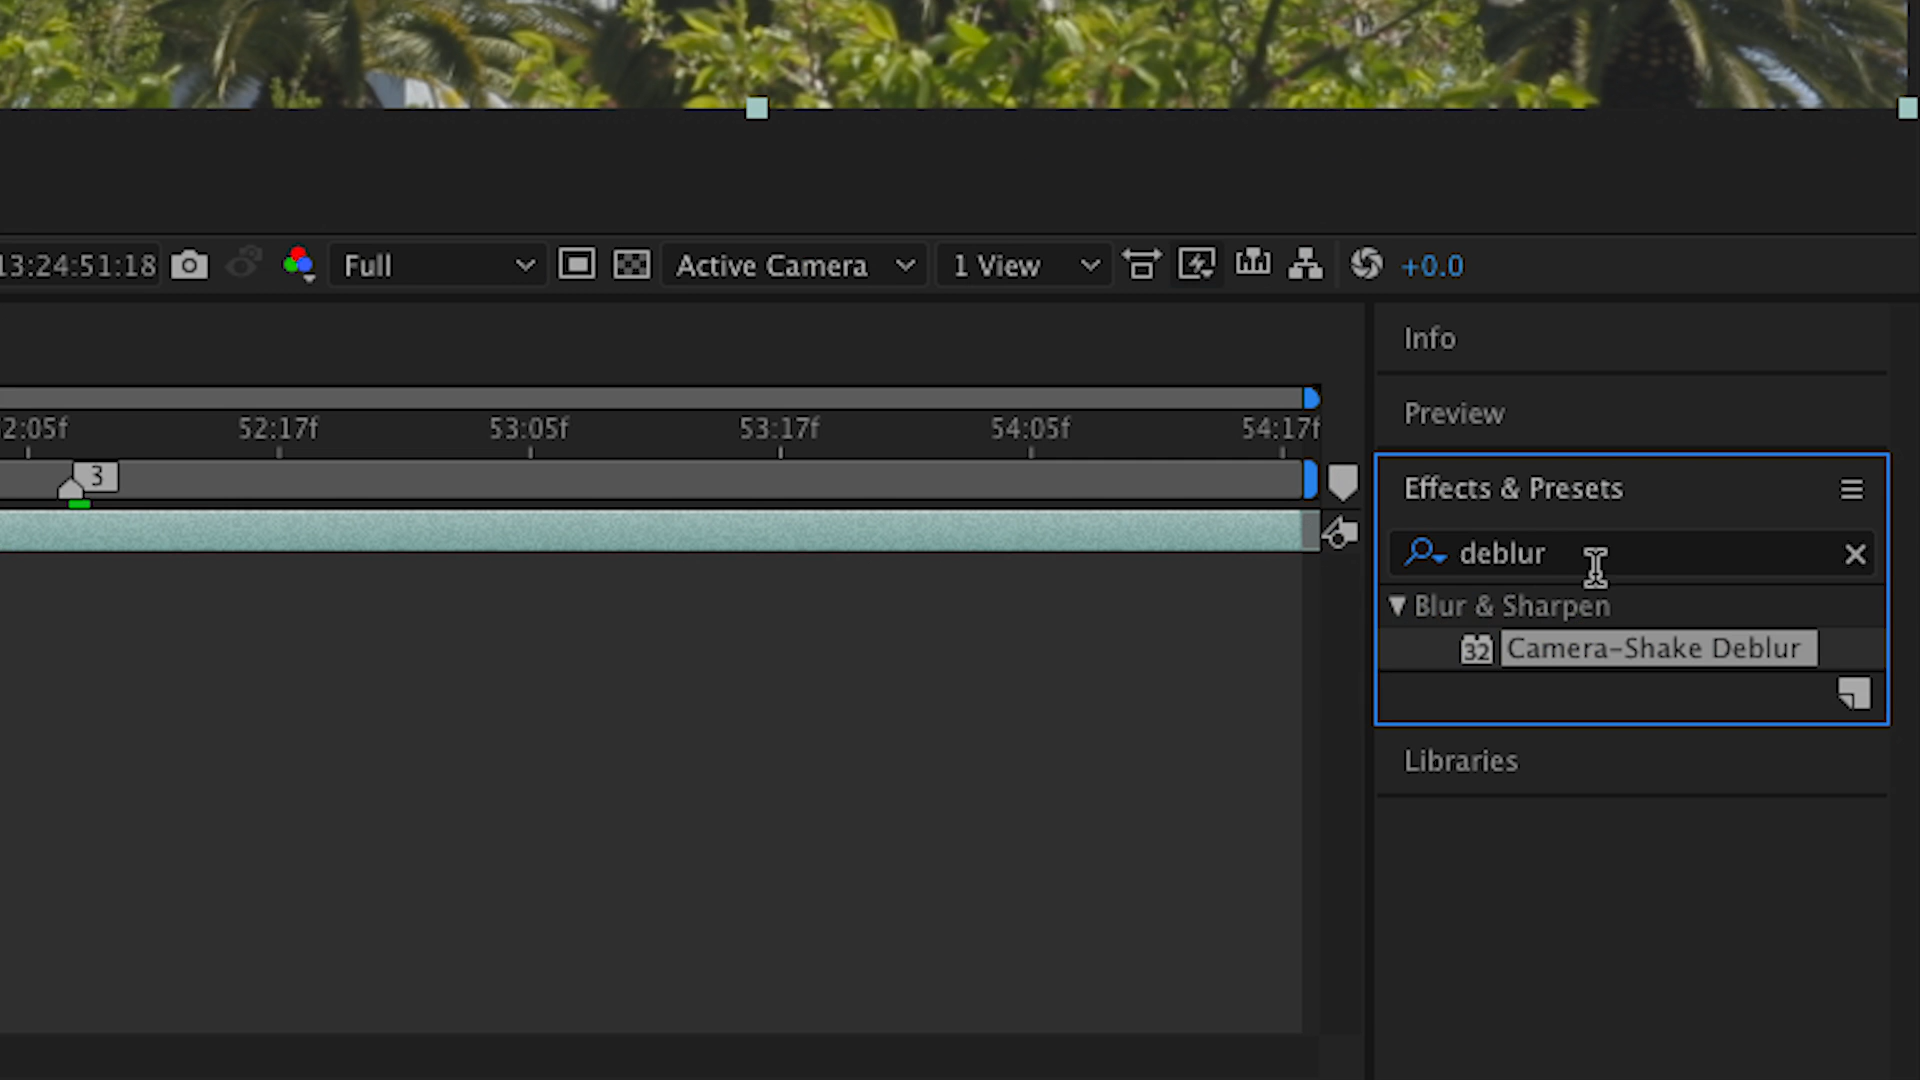 13:24:51:18 Full Active Camera 1 View +0.0
Info
Preview
2:05f 52:17f 53:05f 53:17f 54:05f 54:17f
3
Effects & Presets
deblur
Blur & Sharpen
32 Camera-Shake Deblur
Libraries